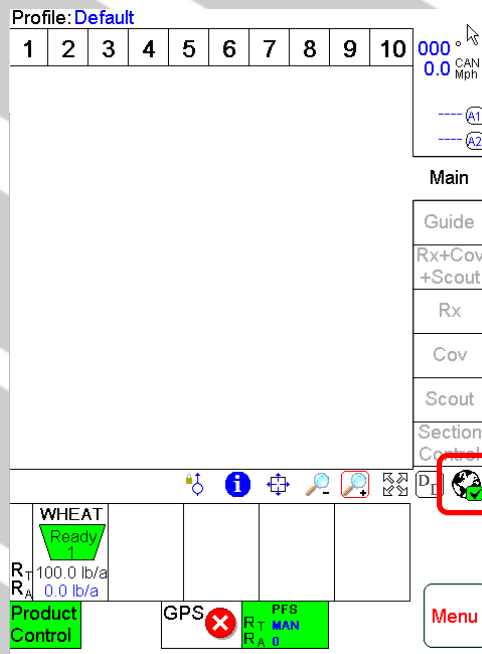 Profile: Default
1 2 3 4 5 6 7 8 9 10
000 °
0.0 CAN Mph
---- A1
---- A2
Main
Guide
Rx+Cov
+Scout
Rx
Cov
Scout
Section
Control
i
DD
WHEAT
Ready
1
RT 100.0 lb/a
RA 0.0 lb/a
Product
Control
GPS
PFS
RT MAN
RA 0
Menu